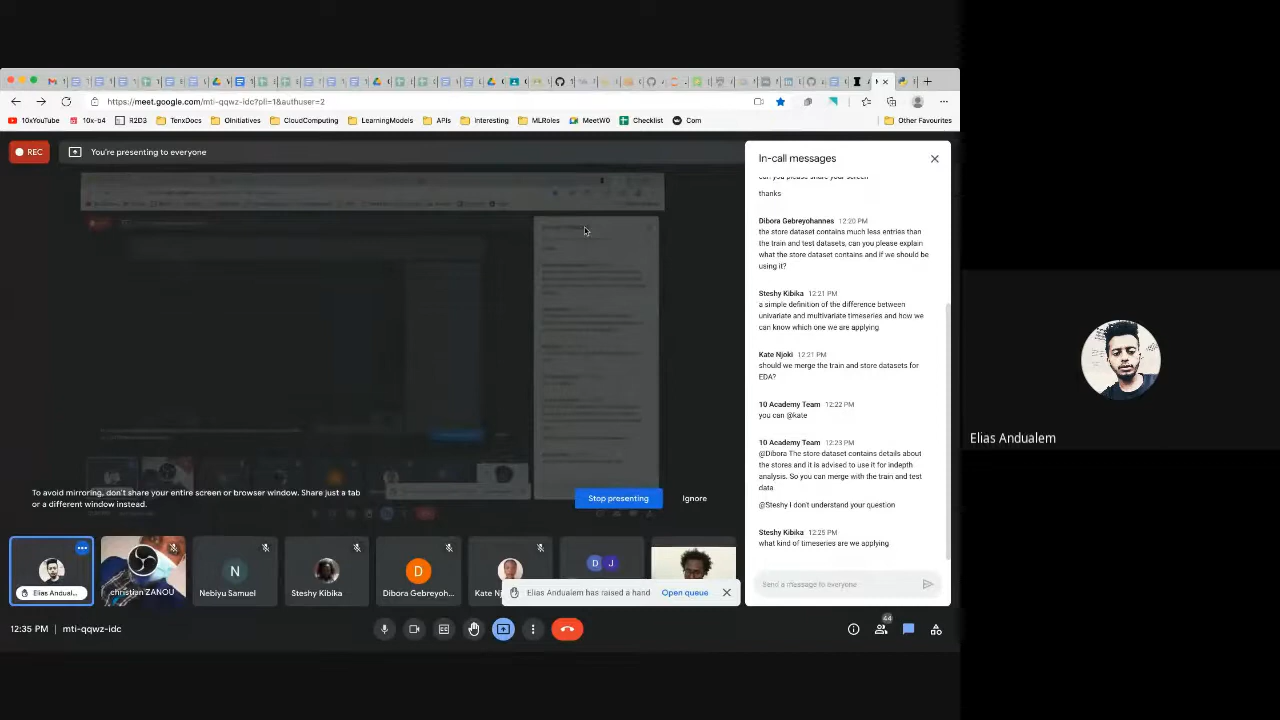 https://meet.google.com/mti-qqwz-idc?pli=1&authuser=2
10xYouTube
10x-b4
R2D3
TenxDocs
OInitiatives
CloudComputing
LearningModels
APIs
Interesting
MLRoles
MeetW0
Checklist
Com
Other Favourites
REC
You're presenting to everyone
In-call messages
can you please share your screen
thanks
Dibora Gebreyohannes 12:20 PM
the store dataset contains much less entries than
the train and test datasets, can you please explain
what the store dataset contains and if we should be
using it?
Steshy Kibika 12:21 PM
a simple definition of the difference between
univariate and multivariate timeseries and how we
can know which one we are applying
Kate Njoki 12:21 PM
should we merge the train and store datasets for
EDA?
10 Academy Team 12:22 PM
you can @kate
10 Academy Team 12:23 PM
@Dibora The store dataset contains details about
the stores and it is advised to use it for indepth
analysis. So you can merge with the train and test
data
@Steshy I don't understand your question
Steshy Kibika 12:25 PM
what kind of timeseries are we applying
Send a message to everyone
To avoid mirroring, don't share your entire screen or browser window. Share just a tab
or a different window instead.
Stop presenting
Ignore
Elias Andual...
christian ZANOU
Nebiyu Samuel
Steshy Kibika
Dibora Gebreyoh...
Kate Nj
D
J
N
D
Elias Andualem has raised a hand
Open queue
12:35 PM
mti-qqwz-idc
44
Elias Andualem